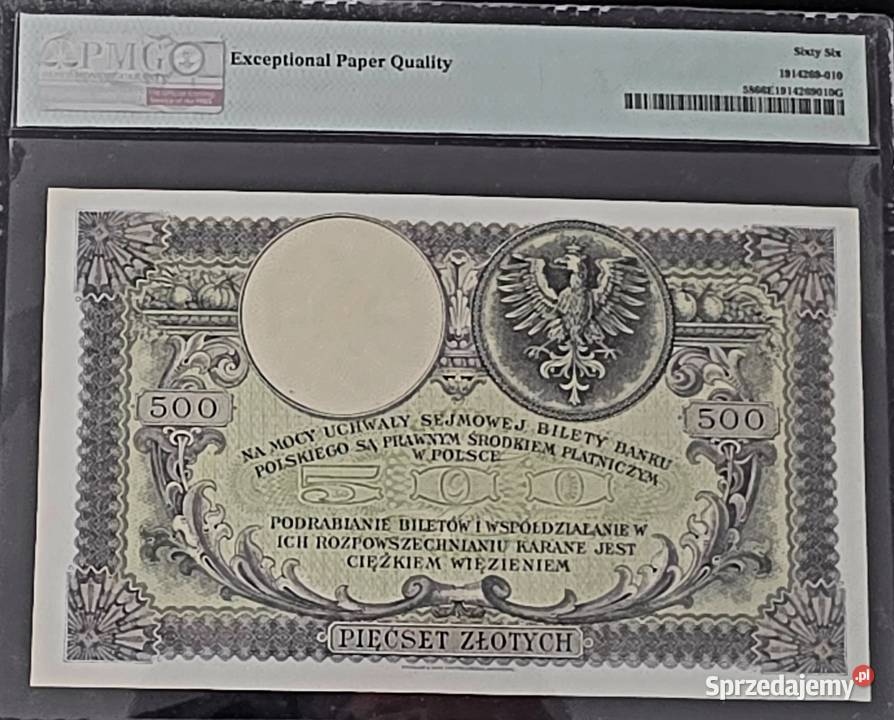 PMG
Exceptional Paper Quality
Sixty Six
1914269-010
5866E1914269010G
500
500
NA MOCY UCHWAŁY SEJMOWEJ BILETY BANKU
POLSKIEGO SĄ PRAWNYM ŚRODKIEM PŁATNICZYM
W POLSCE
500
PODRABIANIE BILETÓW I WSPÓŁDZIAŁANIE W
ICH ROZPOWSZECHNIANIU KARANE JEST
CIĘŻKIEM WIĘZIENIEM
PIĘĆSET ZŁOTYCH
Sprzedajemy.pl